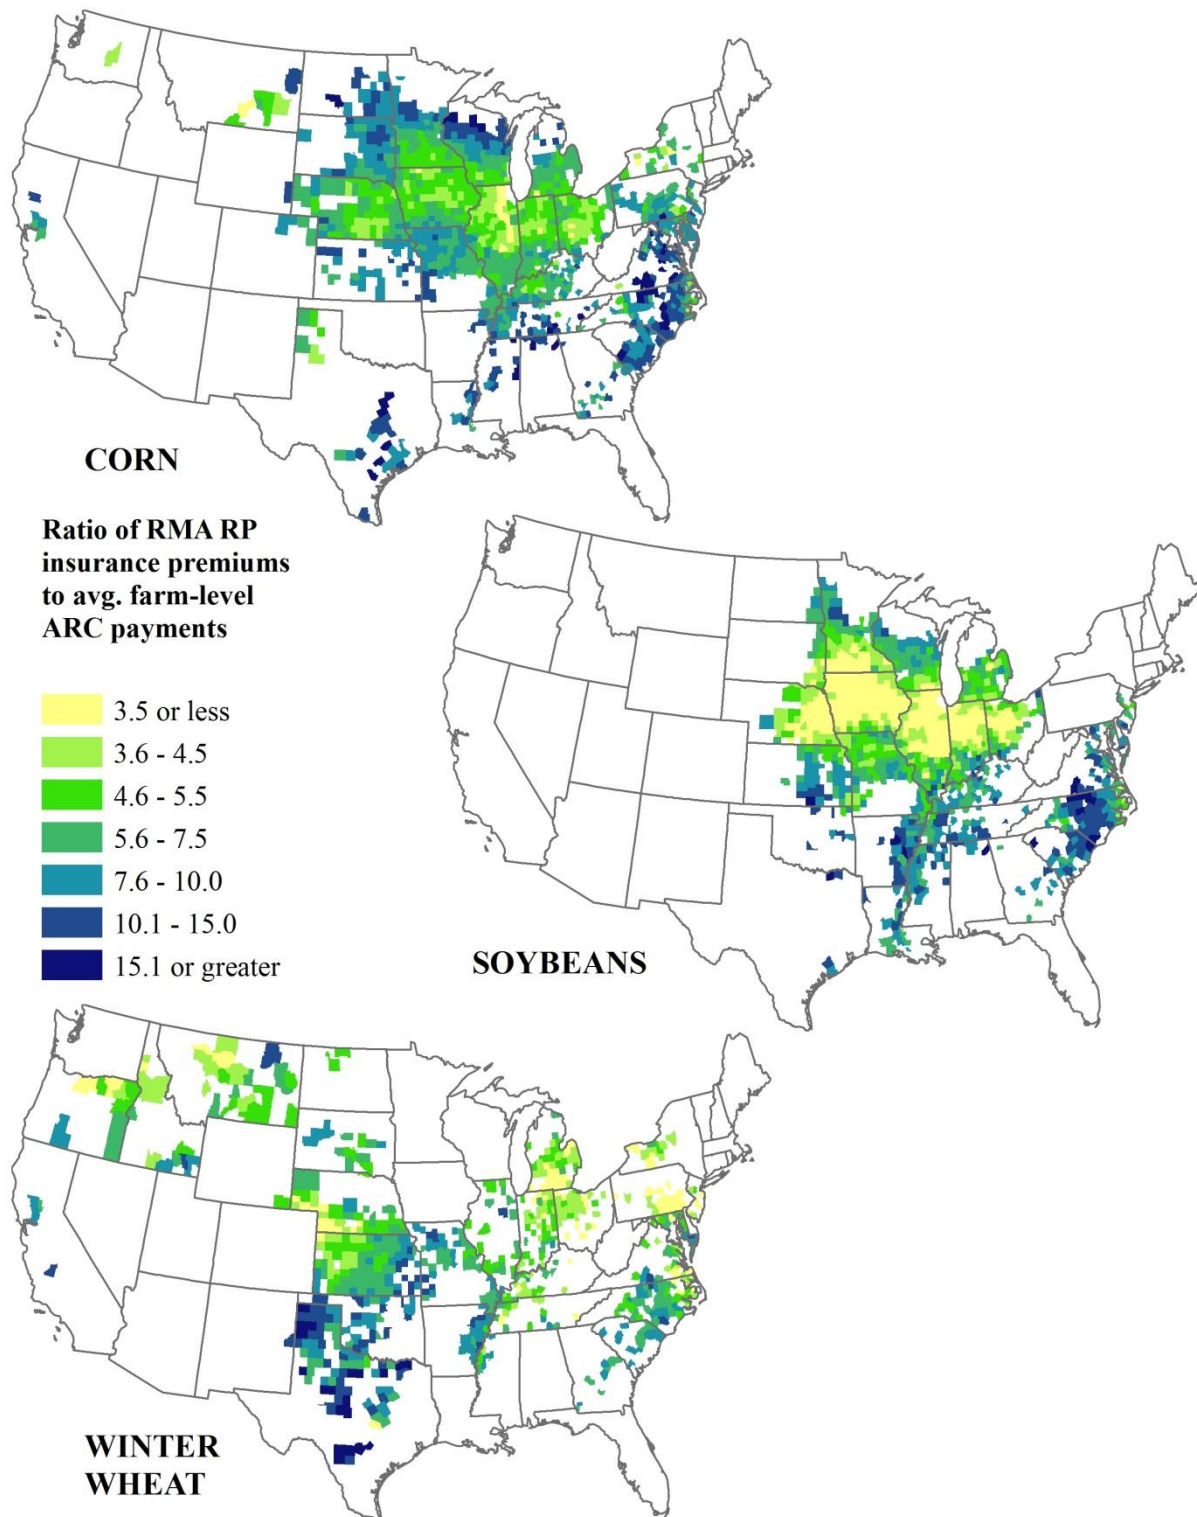 CORN
Ratio of RMA RP
insurance premiums
to avg. farm-level
ARC payments
3.5 or less
3.6 - 4.5
4.6 - 5.5
5.6 - 7.5
7.6 - 10.0
10.1 - 15.0
15.1 or greater
SOYBEANS
WINTER
WHEAT